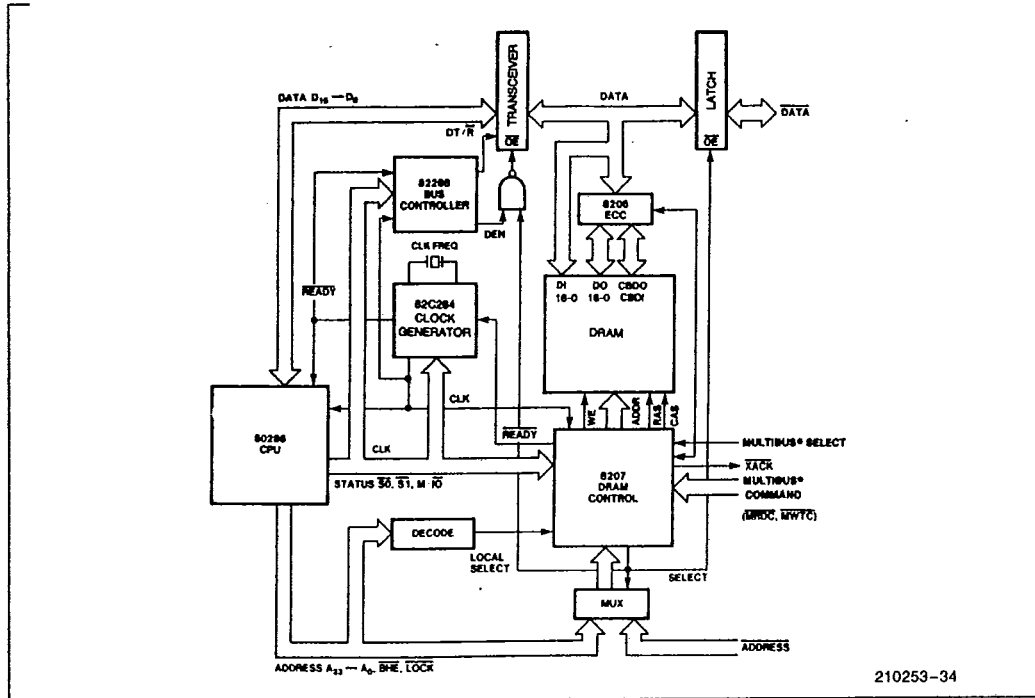 TRANSCEIVER
OE
LATCH
OE
DATA D15—D0
DATA
DATA
DT/R
82288
BUS
CONTROLLER
8206
ECC
DEN
CLK FREQ
READY
82C284
CLOCK
GENERATOR
DI
15-0
DO
15-0
CBDO
CBDI
DRAM
CLK
WE
ADDR
RAS
CAS
80286
CPU
READY
MULTIBUS® SELECT
CLK
8207
DRAM
CONTROL
XACK
STATUS S0, S1, M·IO
MULTIBUS®
COMMAND
(MRDC, MWTC)
DECODE
LOCAL
SELECT
SELECT
MUX
ADDRESS
ADDRESS A23 — A0, BHE, LOCK
210253-34